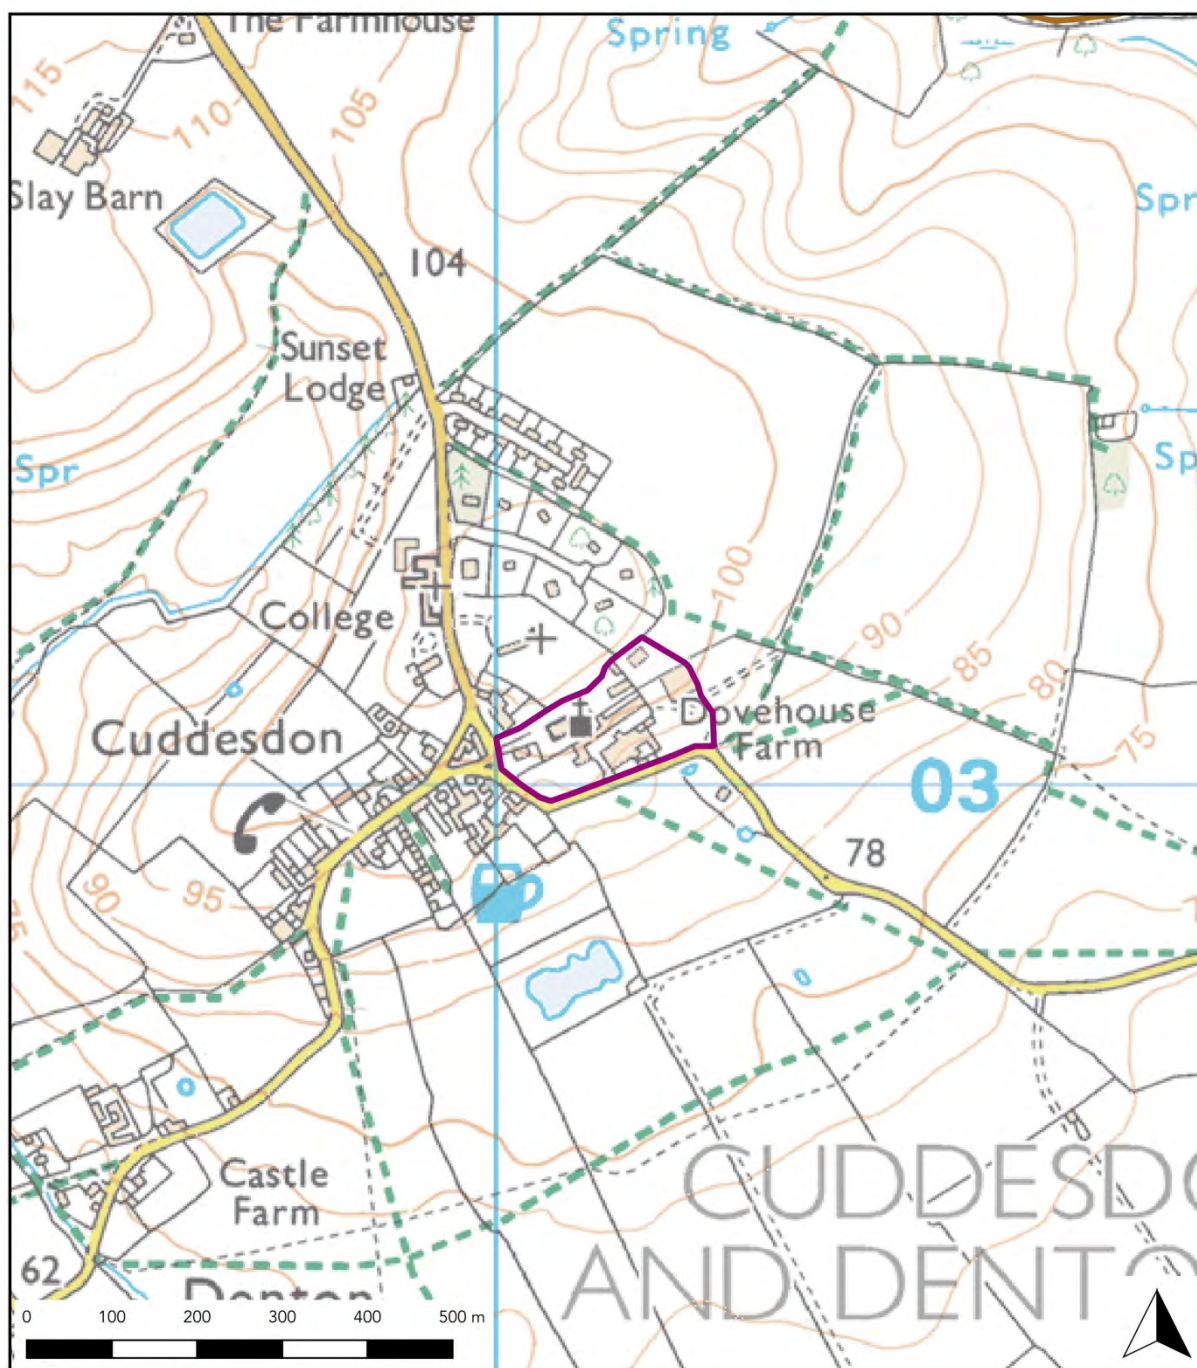 The Farmhouse
Spring
115
110
105
Slay Barn
Spr
104
Sunset
Lodge
Spr
Sp
100
College
90
85
80
75
Cuddesdon
Dovehouse
Farm
03
78
90
95
75
Castle
Farm
CUDDESDO
AND DENTO
62
Denton
0 100 200 300 400 500 m